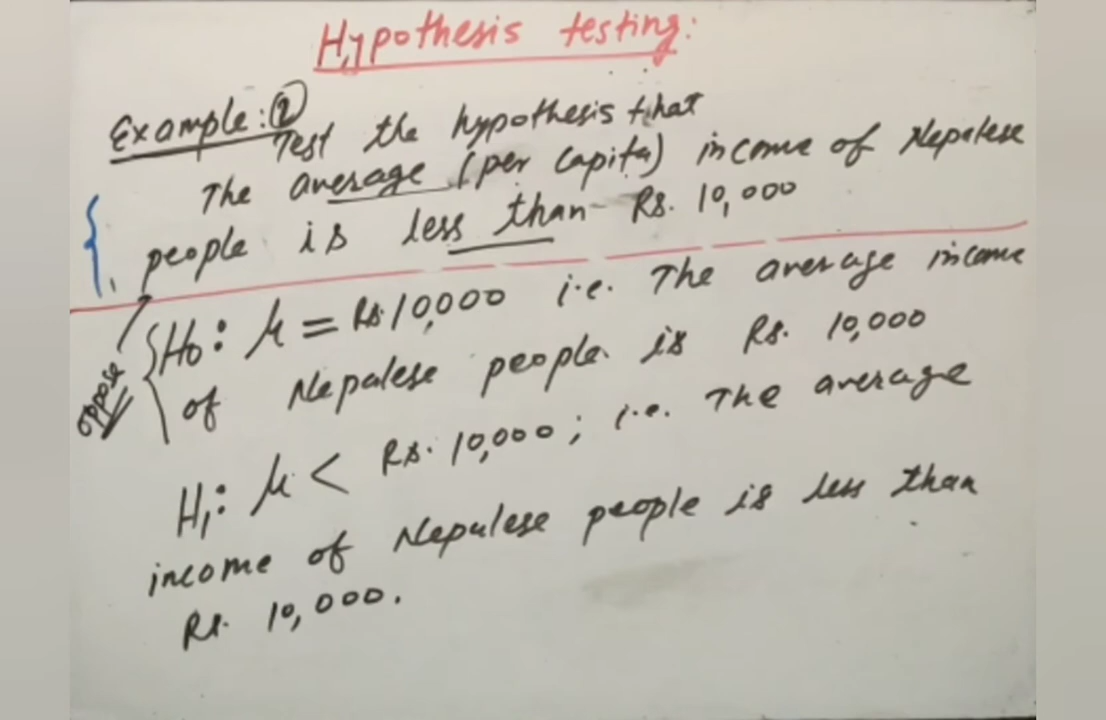 Hypothesis testing:
Example: 2
Test the hypothesis that
The average (per Capita) income of Nepalese
people is less than Rs. 10,000
oppose
H₀: μ = Rs. 10,000 i.e. The average income
of Nepalese people is Rs. 10,000
H₁: μ < Rs. 10,000; i.e. The average
income of Nepalese people is less than
Rs. 10,000.